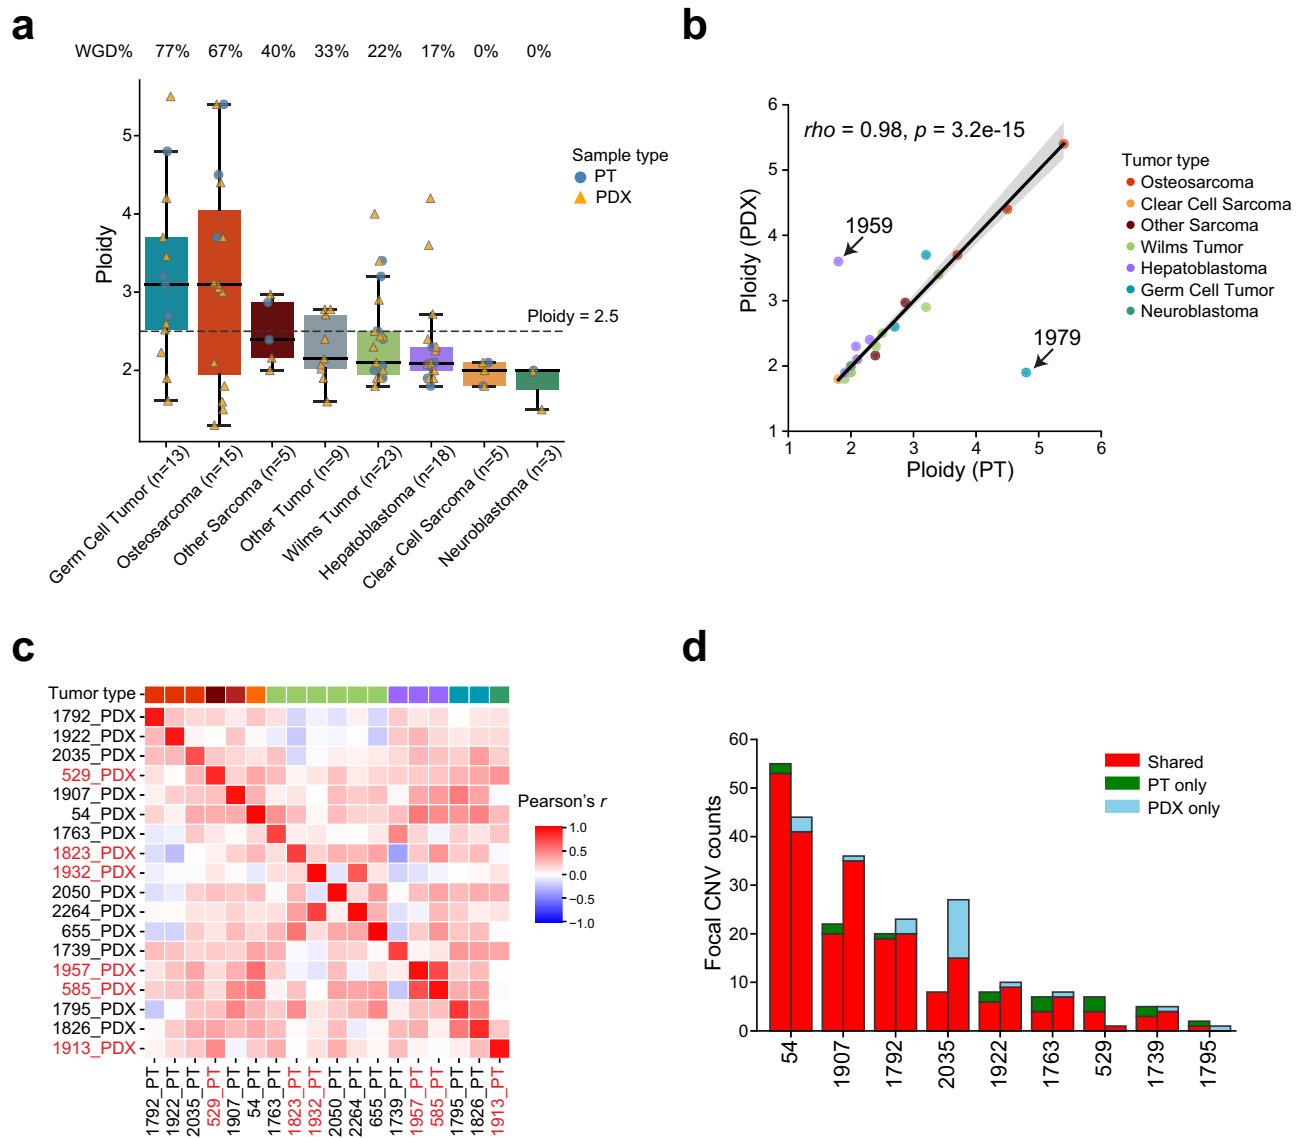 a
WGD% 77% 67% 40% 33% 22% 17% 0% 0%
Ploidy
5
4
3
2
Ploidy = 2.5
Sample type
PT
PDX
Germ Cell Tumor (n=13)
Osteosarcoma (n=15)
Other Sarcoma (n=5)
Other Tumor (n=9)
Wilms Tumor (n=23)
Hepatoblastoma (n=18)
Clear Cell Sarcoma (n=5)
Neuroblastoma (n=3)
b
rho = 0.98, p = 3.2e-15
Ploidy (PDX)
6
5
4
3
2
1
1959
1979
1 2 3 4 5 6
Ploidy (PT)
Tumor type
Osteosarcoma
Clear Cell Sarcoma
Other Sarcoma
Wilms Tumor
Hepatoblastoma
Germ Cell Tumor
Neuroblastoma
c
Tumor type
1792_PDX
1922_PDX
2035_PDX
529_PDX
1907_PDX
54_PDX
1763_PDX
1823_PDX
1932_PDX
2050_PDX
2264_PDX
655_PDX
1739_PDX
1957_PDX
585_PDX
1795_PDX
1826_PDX
1913_PDX
1792_PT
1922_PT
2035_PT
529_PT
1907_PT
54_PT
1763_PT
1823_PT
1932_PT
2050_PT
2264_PT
655_PT
1739_PT
1957_PT
585_PT
1795_PT
1826_PT
1913_PT
Pearson's r
1.0
0.5
0.0
−0.5
−1.0
d
Focal CNV counts
60
50
40
30
20
10
0
Shared
PT only
PDX only
54
1907
1792
2035
1922
1763
529
1739
1795